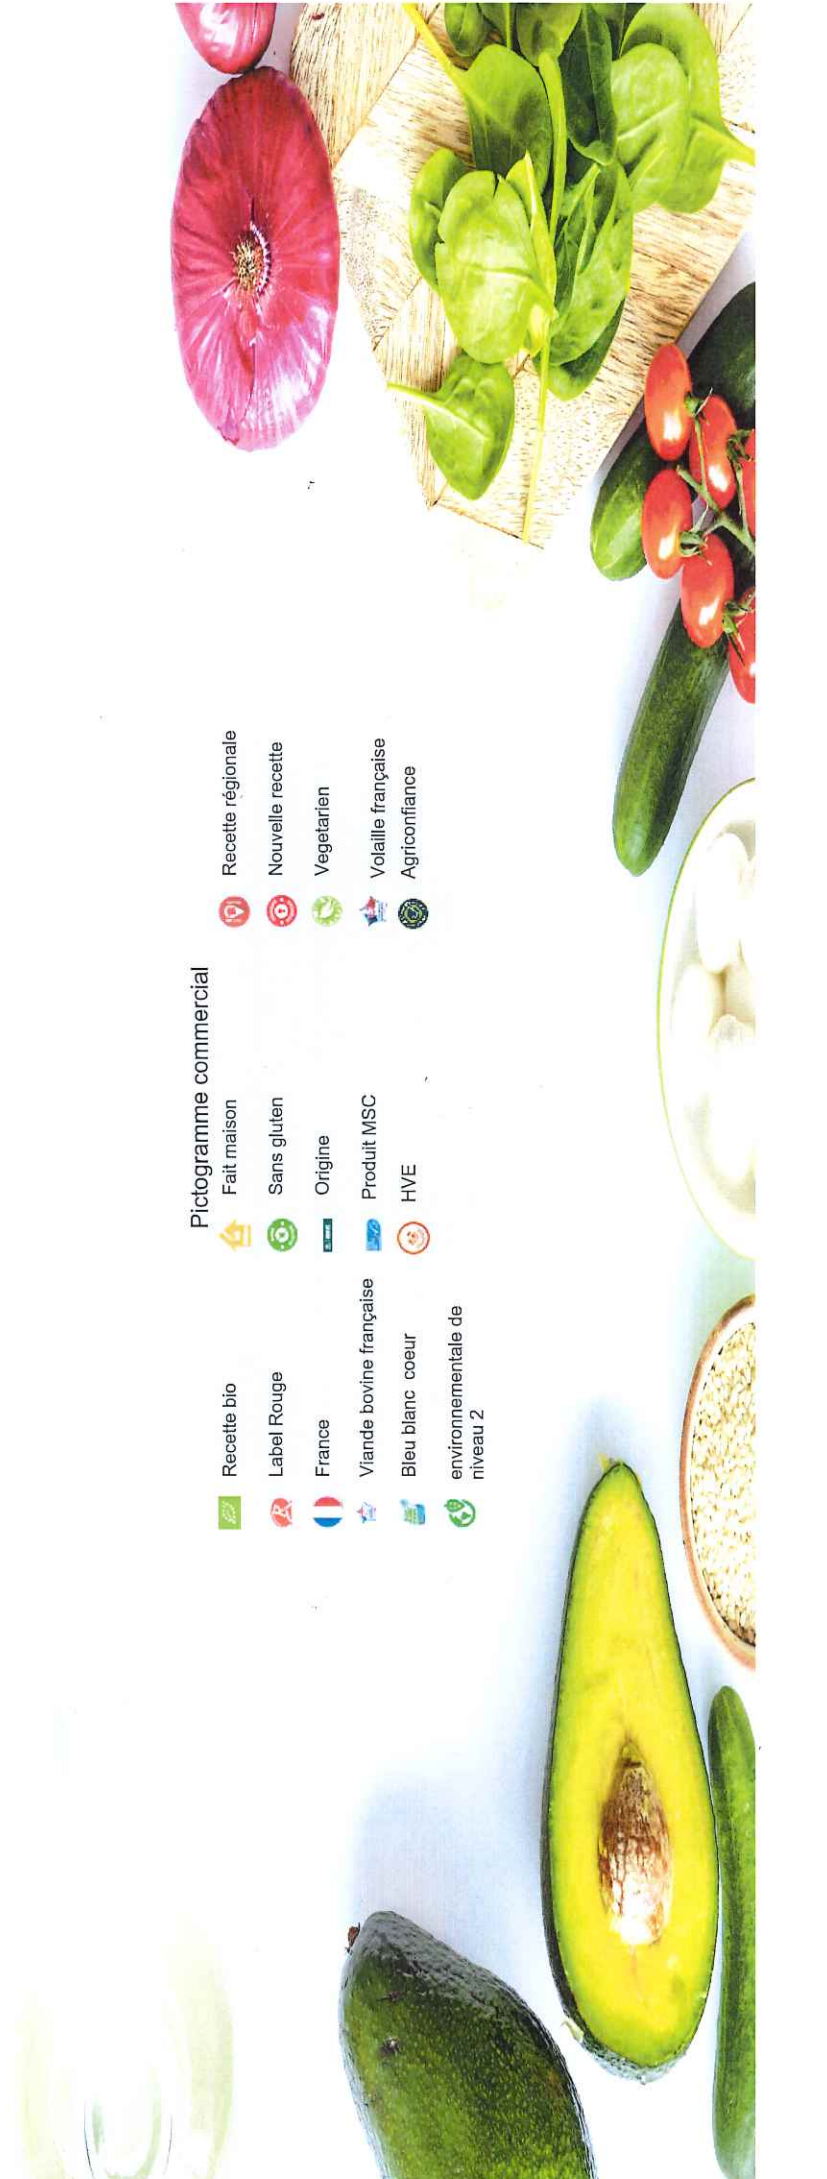 Pictogramme commercial
Recette bio
Fait maison
Recette régionale
Label Rouge
Sans gluten
Nouvelle recette
France
Origine
Vegetarien
Viande bovine française
Produit MSC
Volaille française
Bleu blanc coeur
HVE
Agriconfiance
environnementale de
niveau 2